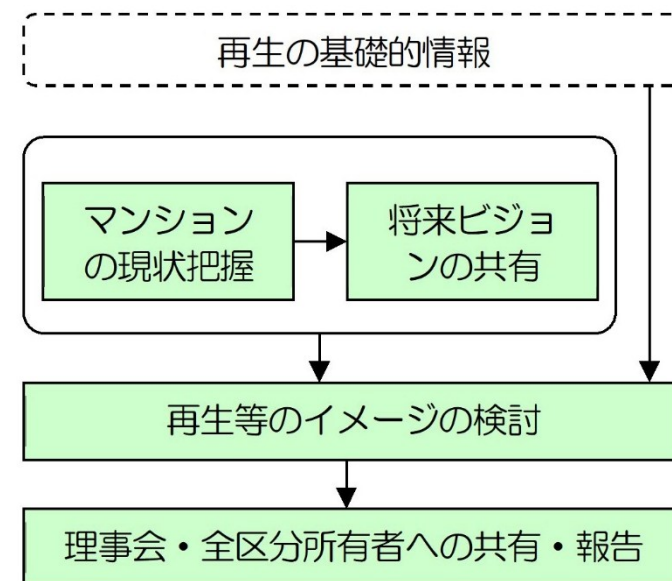 再生の基礎的情報
マンション
の現状把握
将来ビジョ
ンの共有
再生等のイメージの検討
理事会・全区分所有者への共有・報告